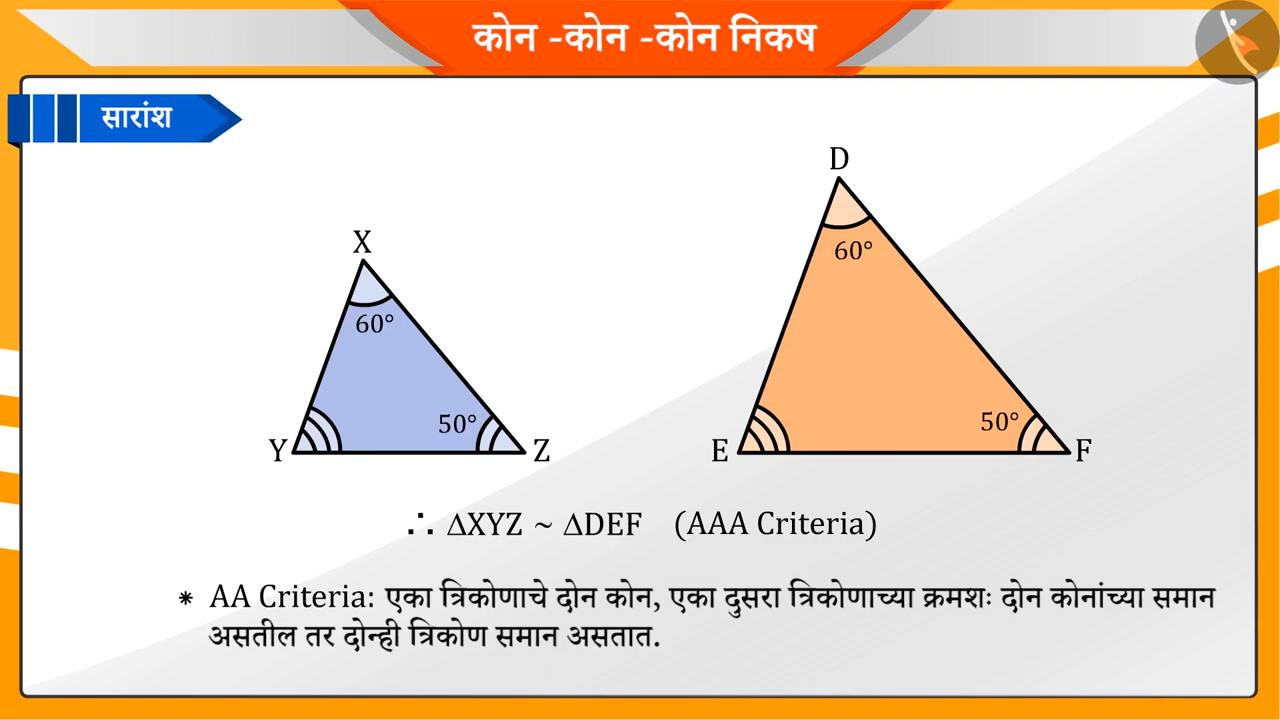 कोन -कोन -कोन निकष
सारांश
D
X
60°
60°
50°
50°
Y
Z
E
F
∴ ΔXYZ ~ ΔDEF (AAA Criteria)
* AA Criteria: एका त्रिकोणाचे दोन कोन, एका दुसरा त्रिकोणाच्या क्रमशः दोन कोनांच्या समान
असतील तर दोन्ही त्रिकोण समान असतात.